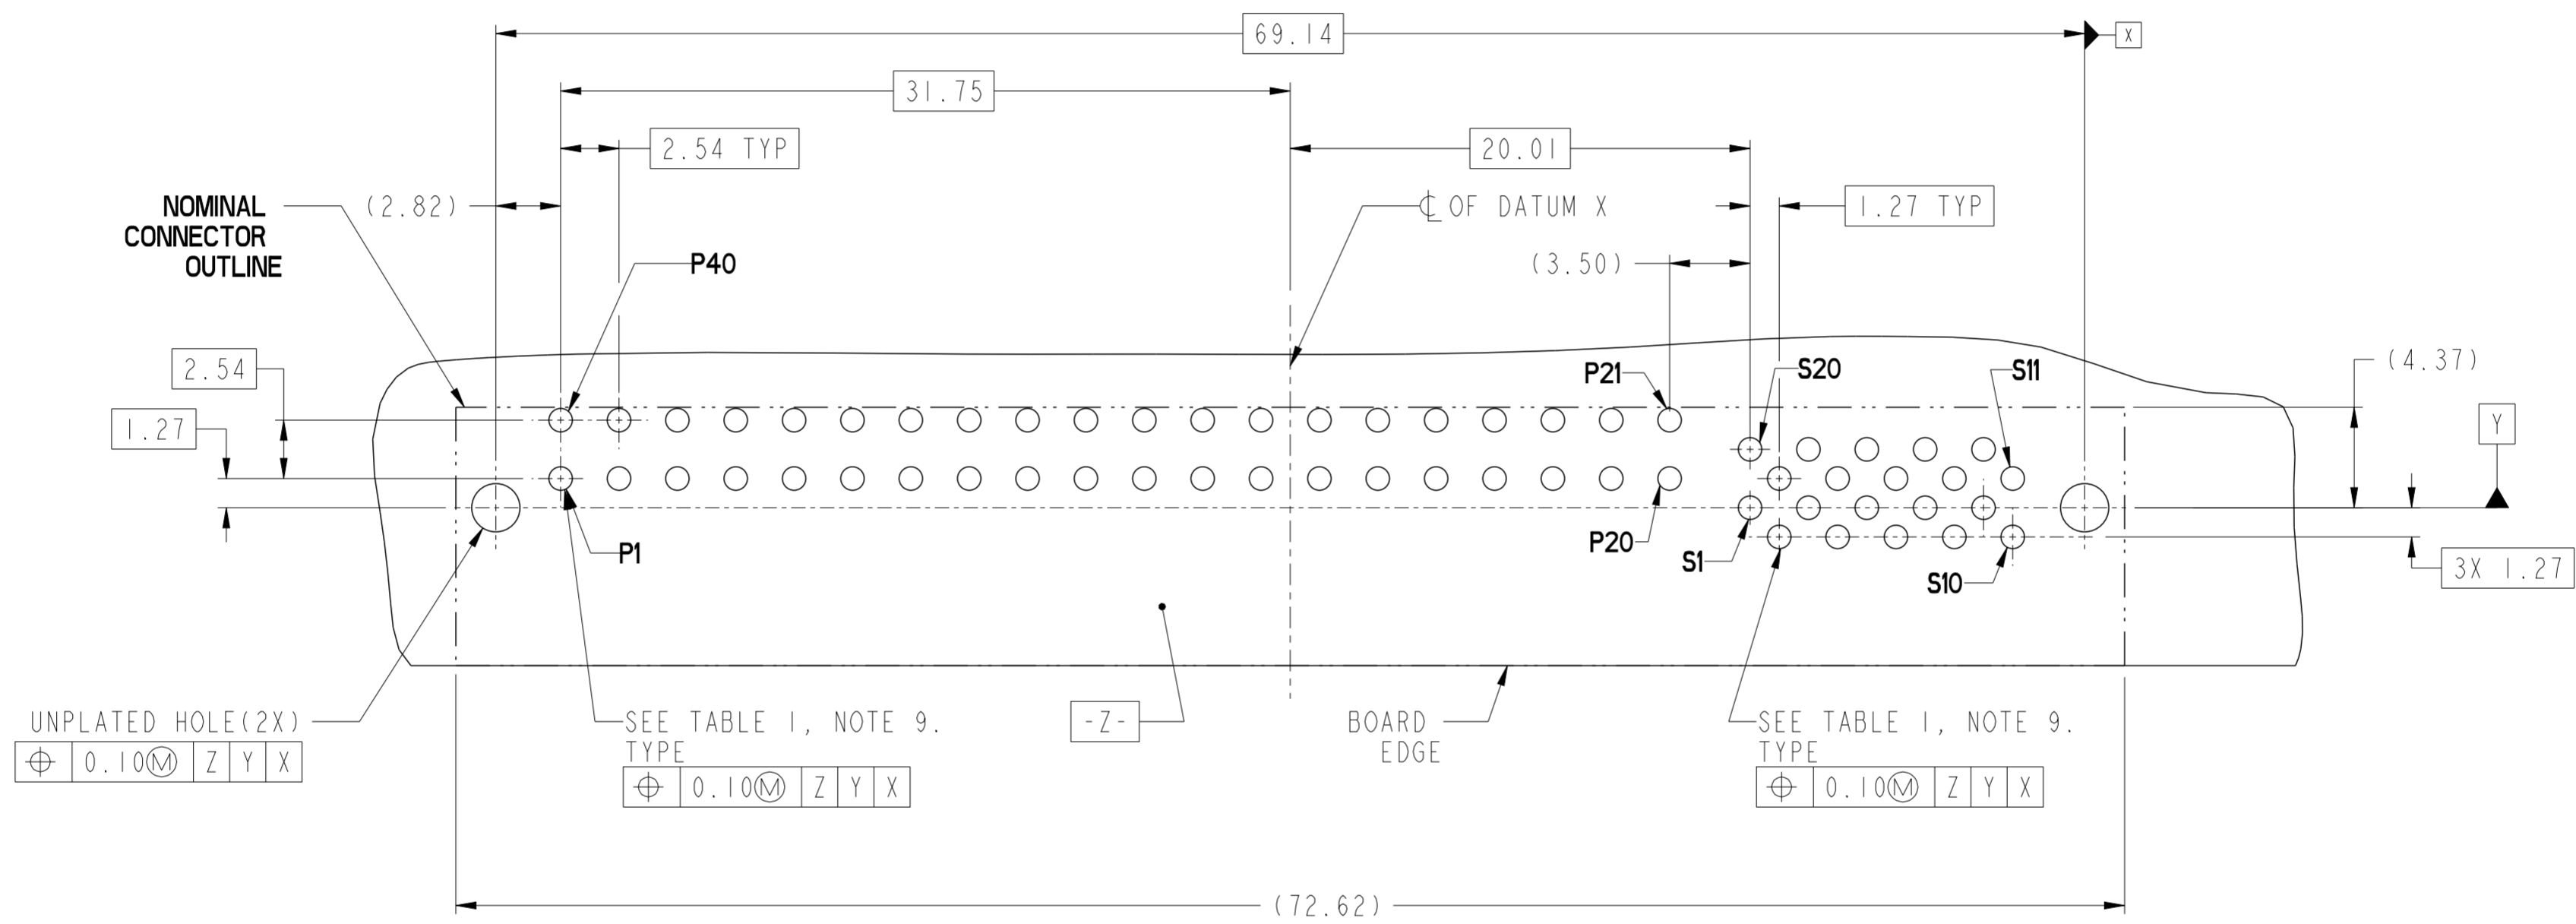 69.14
X
31.75
2.54 TYP
20.01
NOMINAL
CONNECTOR
OUTLINE
(2.82)
℄ OF DATUM X
1.27 TYP
P40
(3.50)
2.54
P21
S20
S11
(4.37)
1.27
Y
P1
P20
S1
S10
3X 1.27
UNPLATED HOLE(2X)
⌖ 0.10Ⓜ Z Y X
SEE TABLE 1, NOTE 9.
TYPE
⌖ 0.10Ⓜ Z Y X
-Z-
BOARD
EDGE
SEE TABLE 1, NOTE 9.
TYPE
⌖ 0.10Ⓜ Z Y X
(72.62)